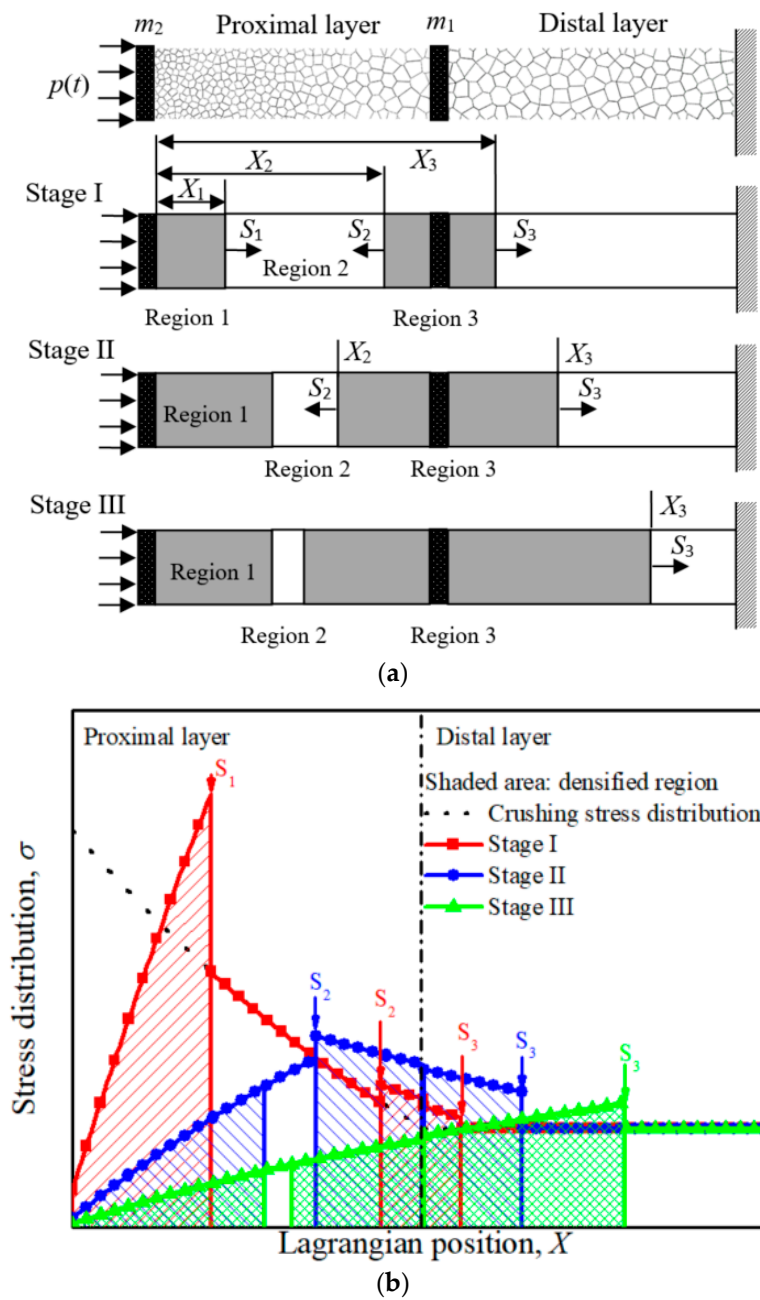 m2 Proximal layer m1 Distal layer
p(t)
X2 X3
Stage I X1
S1 S2 S3
Region 2
Region 1 Region 3
Stage II X2 X3
S2 S3
Region 1
Region 2 Region 3
Stage III X3
S3
Region 1
Region 2 Region 3
(a)
Proximal layer Distal layer
S1
Shaded area: densified region
Crushing stress distribution
Stage I
Stage II
Stage III
S2 S2 S3 S3 S3
Stress distribution, σ
Lagrangian position, X
(b)